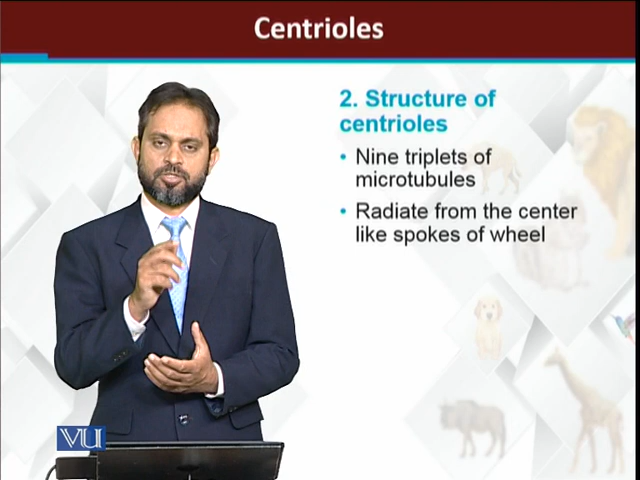 Centrioles
2. Structure of
centrioles
• Nine triplets of
microtubules
• Radiate from the center
like spokes of wheel
VU